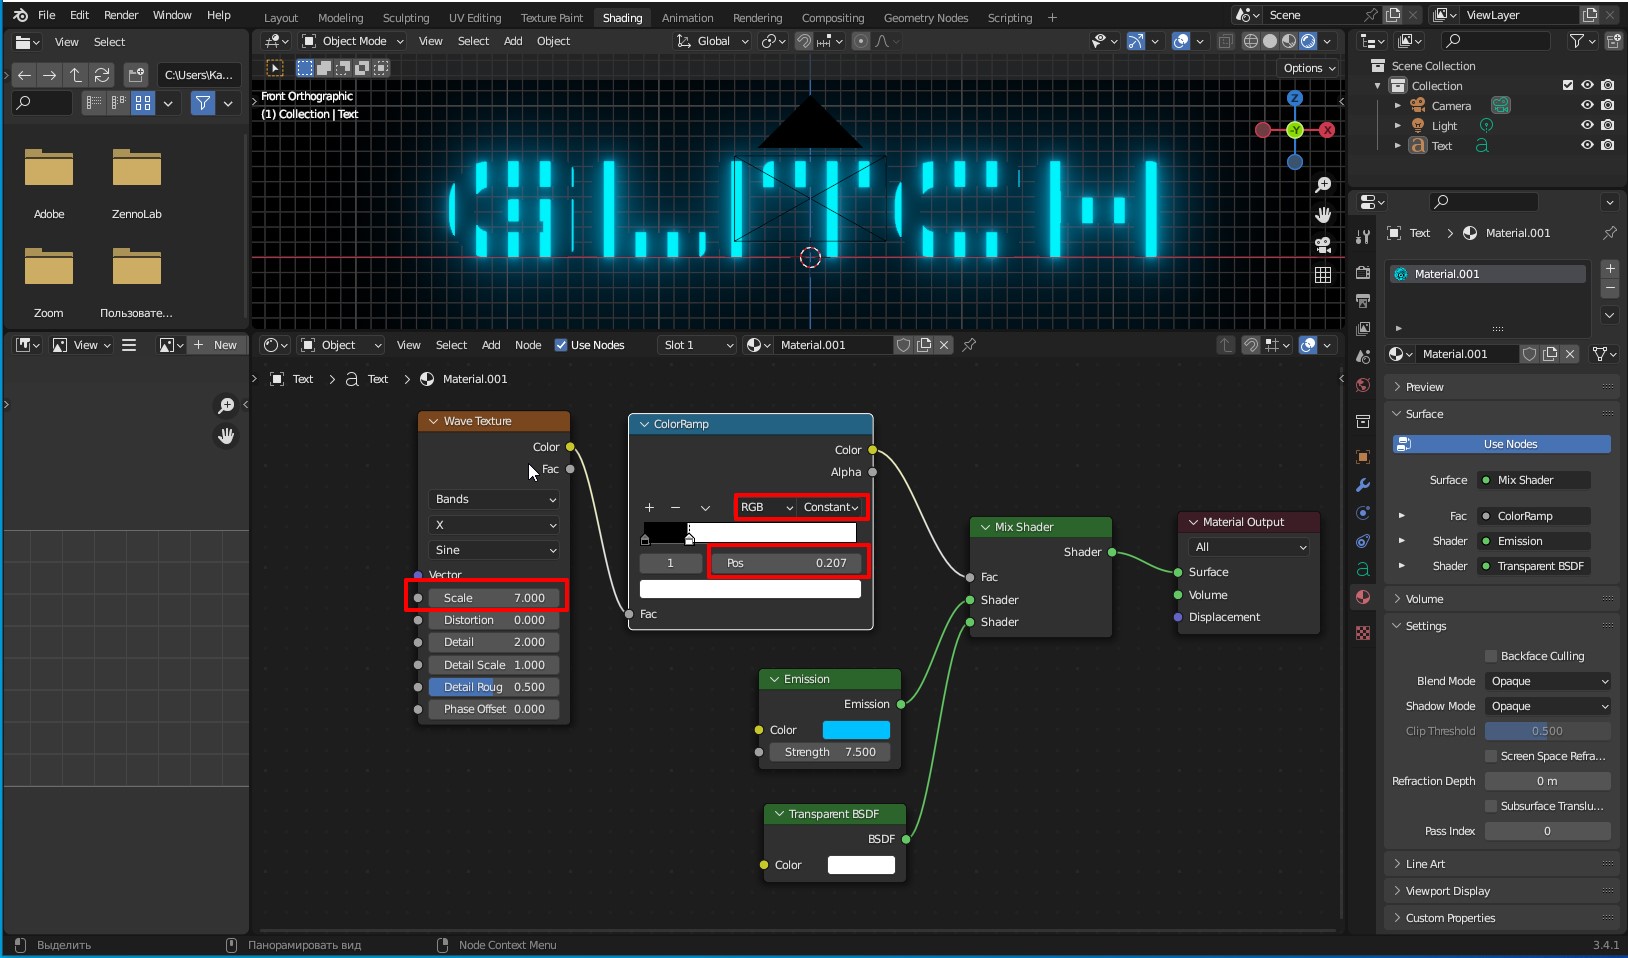 File Edit Render Window Help
Layout Modeling Sculpting UV Editing Texture Paint Shading Animation Rendering Compositing Geometry Nodes Scripting +
Scene
ViewLayer
View Select
Object Mode View Select Add Object
Global
C:\Users\Ka...
Options
Front Orthographic
(1) Collection | Text
Z
-Y
X
GLITCH
Adobe
ZennoLab
Zoom
Пользовате...
Scene Collection
Collection
Camera
Light
Text
View
+ New
Object View Select Add Node Use Nodes Slot 1 Material.001
Text > Text > Material.001
Wave Texture
Color
Fac
Bands
X
Sine
Vector
Scale 7.000
Distortion 0.000
Detail 2.000
Detail Scale 1.000
Detail Roug 0.500
Phase Offset 0.000
ColorRamp
Color
Alpha
RGB Constant
1 Pos 0.207
Fac
Mix Shader
Shader
Fac
Shader
Shader
Material Output
All
Surface
Volume
Displacement
Emission
Emission
Color
Strength 7.500
Transparent BSDF
BSDF
Color
Text > Material.001
Material.001
Material.001
Preview
Surface
Use Nodes
Surface Mix Shader
Fac ColorRamp
Shader Emission
Shader Transparent BSDF
Volume
Settings
Backface Culling
Blend Mode Opaque
Shadow Mode Opaque
Clip Threshold 0.500
Screen Space Refra...
Refraction Depth 0 m
Subsurface Translu...
Pass Index 0
Line Art
Viewport Display
Custom Properties
Выделить
Панорамировать вид
Node Context Menu
3.4.1